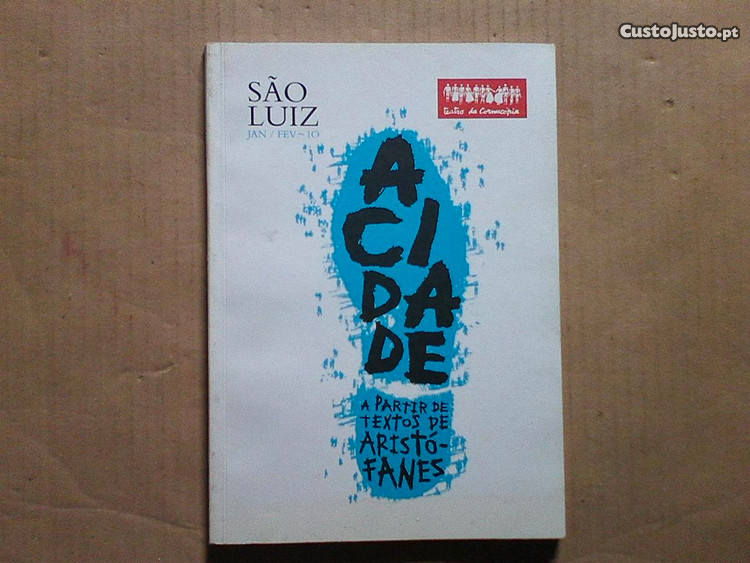 CustoJusto.pt
SÃO
LUIZ
JAN / FEV ~ 10
Teatro da Cornucópia
A
CI
DA
DE
A PARTIR DE
TEXTOS DE
ARISTÓ-
FANES